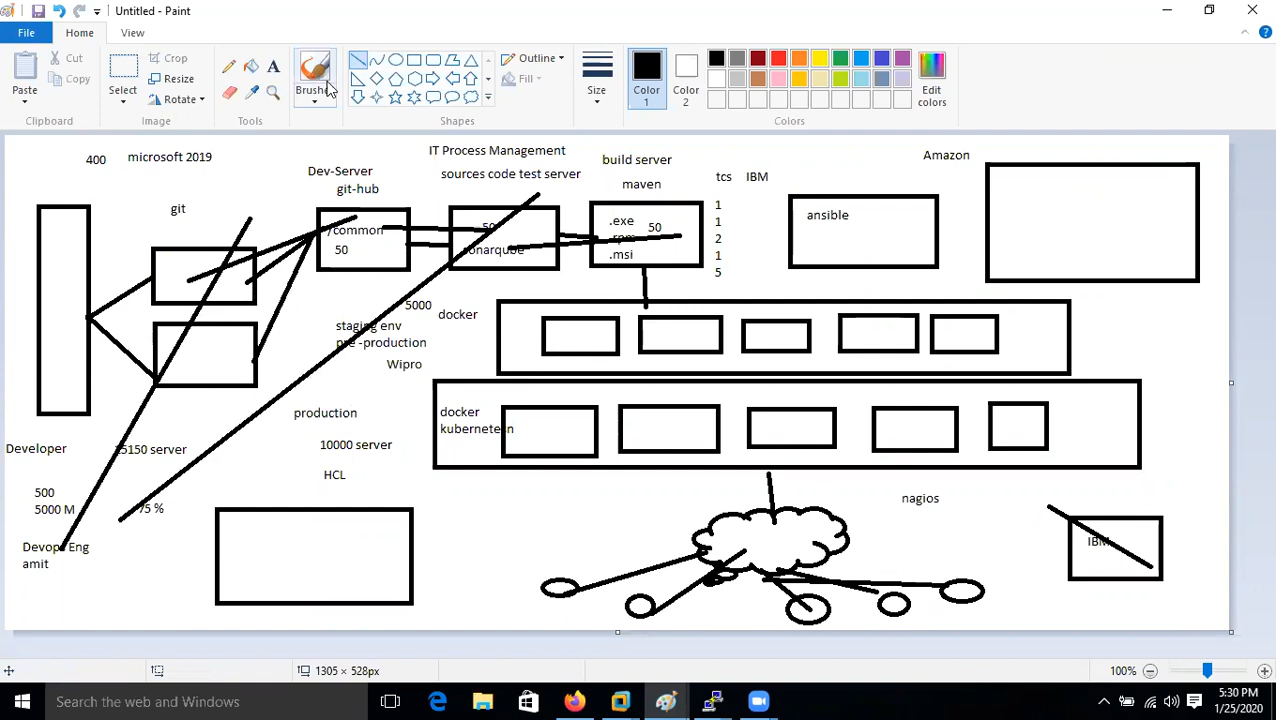 Untitled - Paint
File
Home
View
Paste
Cut
Copy
Clipboard
Select
Crop
Resize
Rotate
Image
Tools
Brushes
Shapes
Outline
Fill
Size
Color 1
Color 2
Edit colors
Colors
400
microsoft 2019
IT Process Management
sources code test server
build server
maven
Amazon
Dev-Server
git-hub
tcs
IBM
git
/common
50
50
sonarqube
.exe
50
.rpm
.msi
1
1
2
1
5
ansible
5000
docker
staging env
pre -production
Wipro
production
10000 server
HCL
docker
kubernetern
Developer
15150 server
500
5000 M
75 %
Devops Eng
amit
nagios
IBM
1305 × 528px
100%
Search the web and Windows
5:30 PM
1/25/2020